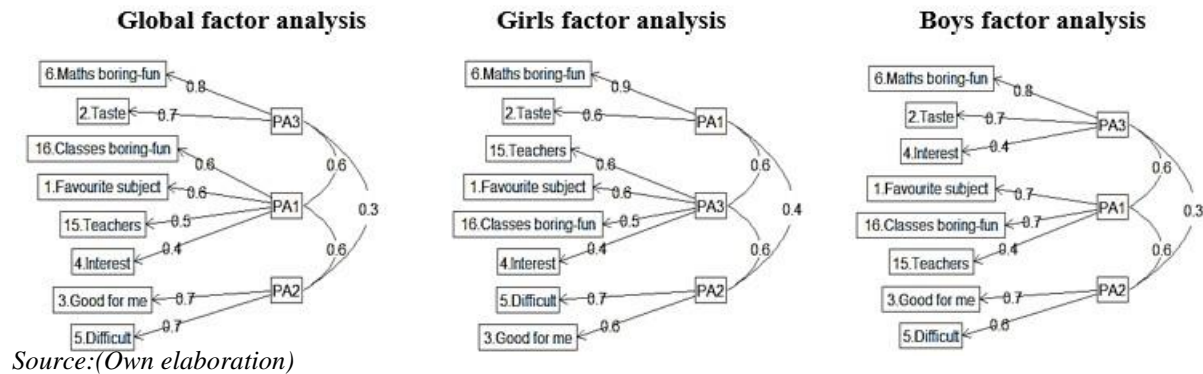 Global factor analysis
6.Maths boring-fun
0.8
2.Taste
0.7
PA3
16.Classes boring-fun
0.6
1.Favourite subject
0.6
PA1
15.Teachers
0.5
4.Interest
0.4
3.Good for me
0.7
PA2
5.Difficult
0.7
0.6
0.6
0.3
Girls factor analysis
6.Maths boring-fun
0.9
2.Taste
0.6
PA1
15.Teachers
0.6
1.Favourite subject
0.6
PA3
16.Classes boring-fun
0.5
4.Interest
0.4
5.Difficult
0.7
PA2
3.Good for me
0.6
0.6
0.6
0.4
Boys factor analysis
6.Maths boring-fun
0.8
2.Taste
0.7
PA3
4.Interest
0.4
1.Favourite subject
0.7
PA1
16.Classes boring-fun
0.7
15.Teachers
0.4
3.Good for me
0.7
PA2
5.Difficult
0.6
0.6
0.6
0.3
Source:(Own elaboration)